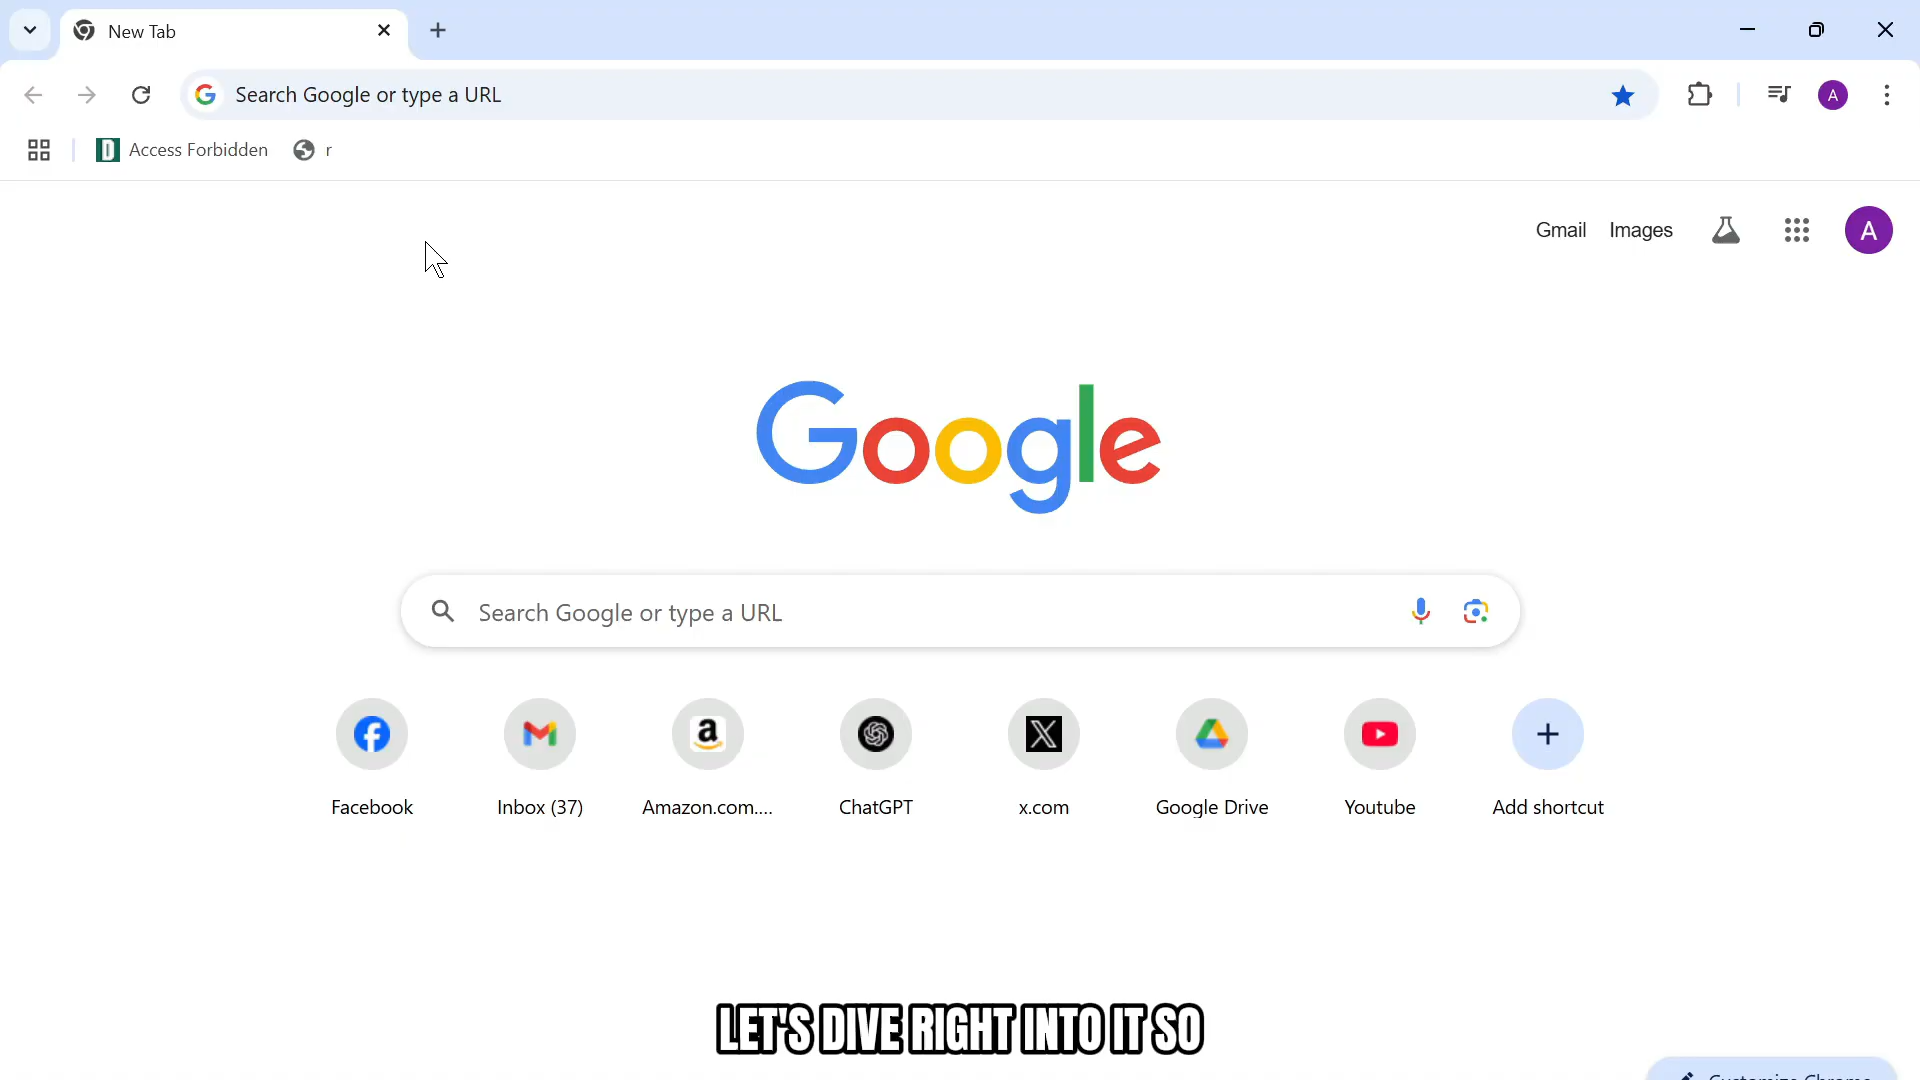 New Tab
Search Google or type a URL
A
Access Forbidden
r
Gmail Images
A
Google
Search Google or type a URL
Facebook Inbox (37) Amazon.com.... ChatGPT x.com Google Drive Youtube Add shortcut
LET'S DIVE RIGHT INTO IT SO
Customize Chrome